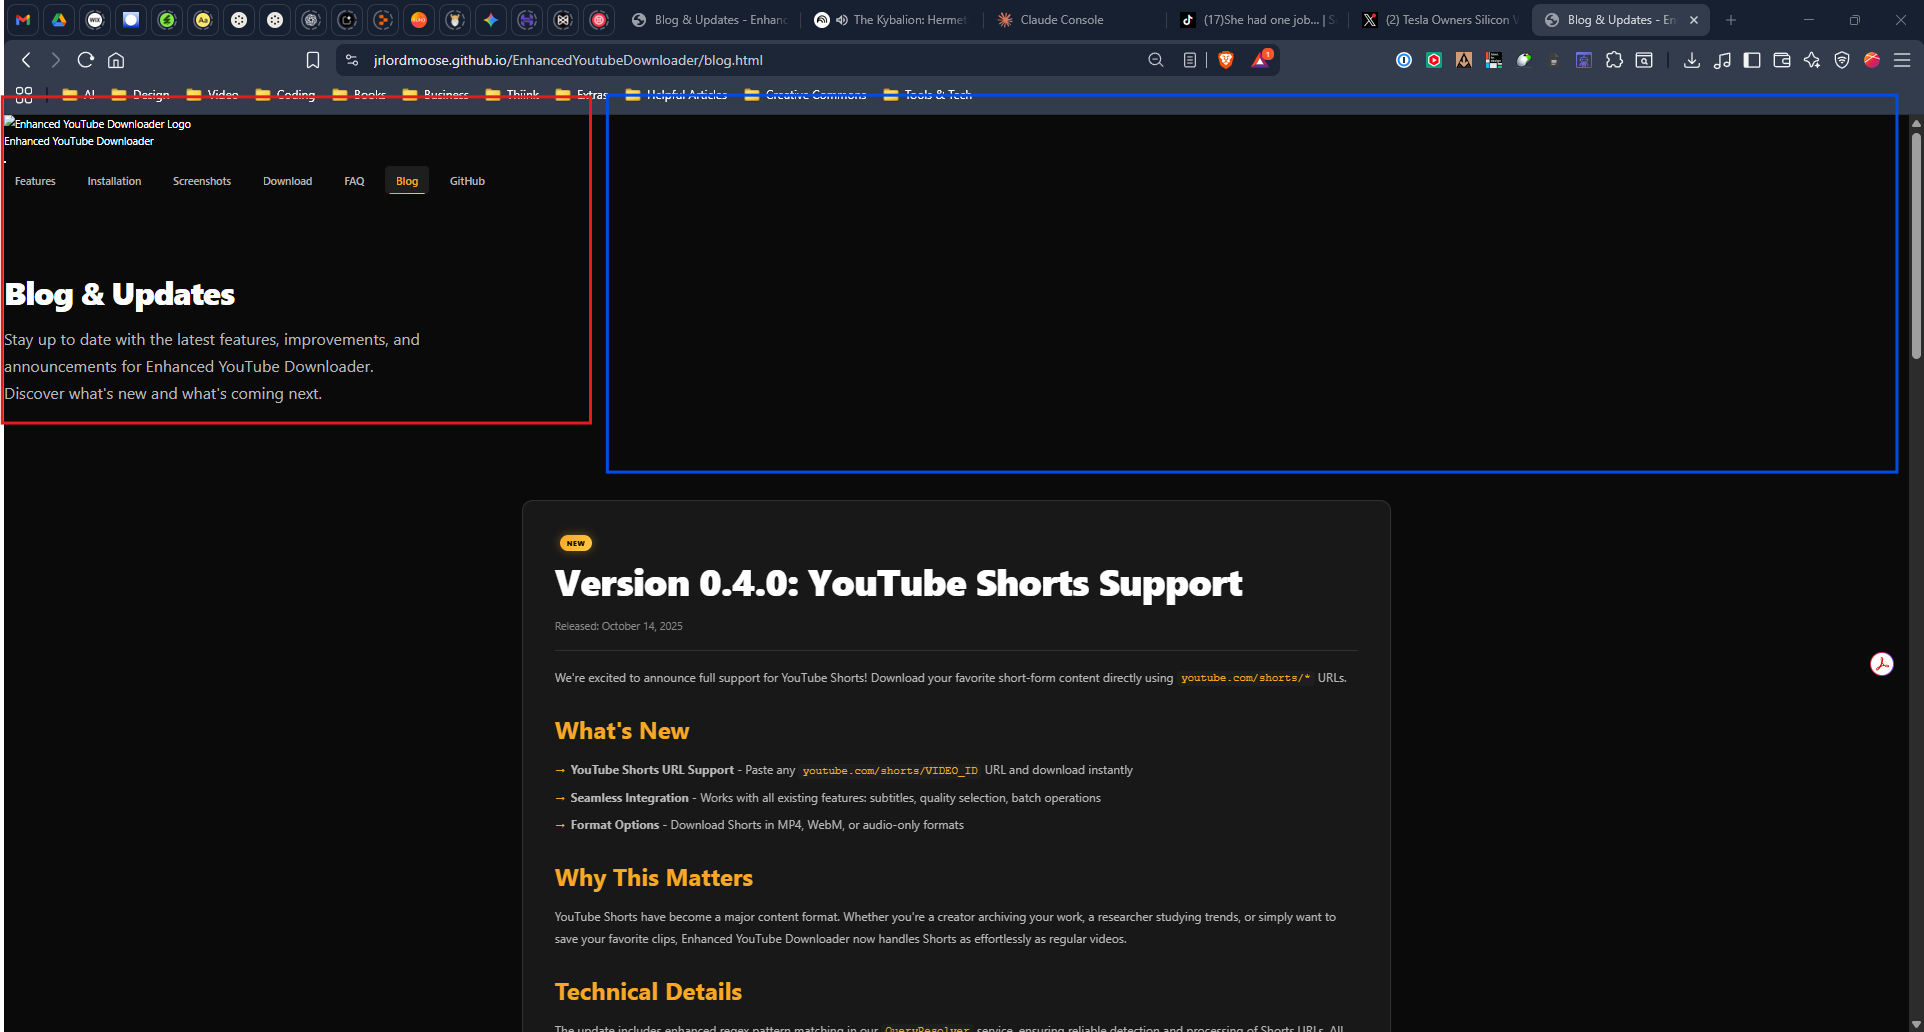 Blog & Updates - Enhanc
The Kybalion: Hermet
Claude Console
(17)She had one job... | S
(2) Tesla Owners Silicon V
Blog & Updates - En
jrlordmoose.github.io/EnhancedYoutubeDownloader/blog.html
1
AI
Design
Video
Coding
Books
Business
Thiink
Extras
Helpful Articles
Creative Commons
Tools & Tech
Enhanced YouTube Downloader Logo
Enhanced YouTube Downloader
Features
Installation
Screenshots
Download
FAQ
Blog
GitHub
Blog & Updates
Stay up to date with the latest features, improvements, and
announcements for Enhanced YouTube Downloader.
Discover what's new and what's coming next.
NEW
Version 0.4.0: YouTube Shorts Support
Released: October 14, 2025
We're excited to announce full support for YouTube Shorts! Download your favorite short-form content directly using youtube.com/shorts/* URLs.
What's New
→ YouTube Shorts URL Support - Paste any youtube.com/shorts/VIDEO_ID URL and download instantly
→ Seamless Integration - Works with all existing features: subtitles, quality selection, batch operations
→ Format Options - Download Shorts in MP4, WebM, or audio-only formats
Why This Matters
YouTube Shorts have become a major content format. Whether you're a creator archiving your work, a researcher studying trends, or simply want to
save your favorite clips, Enhanced YouTube Downloader now handles Shorts as effortlessly as regular videos.
Technical Details
The update includes enhanced regex pattern matching in our QueryResolver service, ensuring reliable detection and processing of Shorts URLs. All